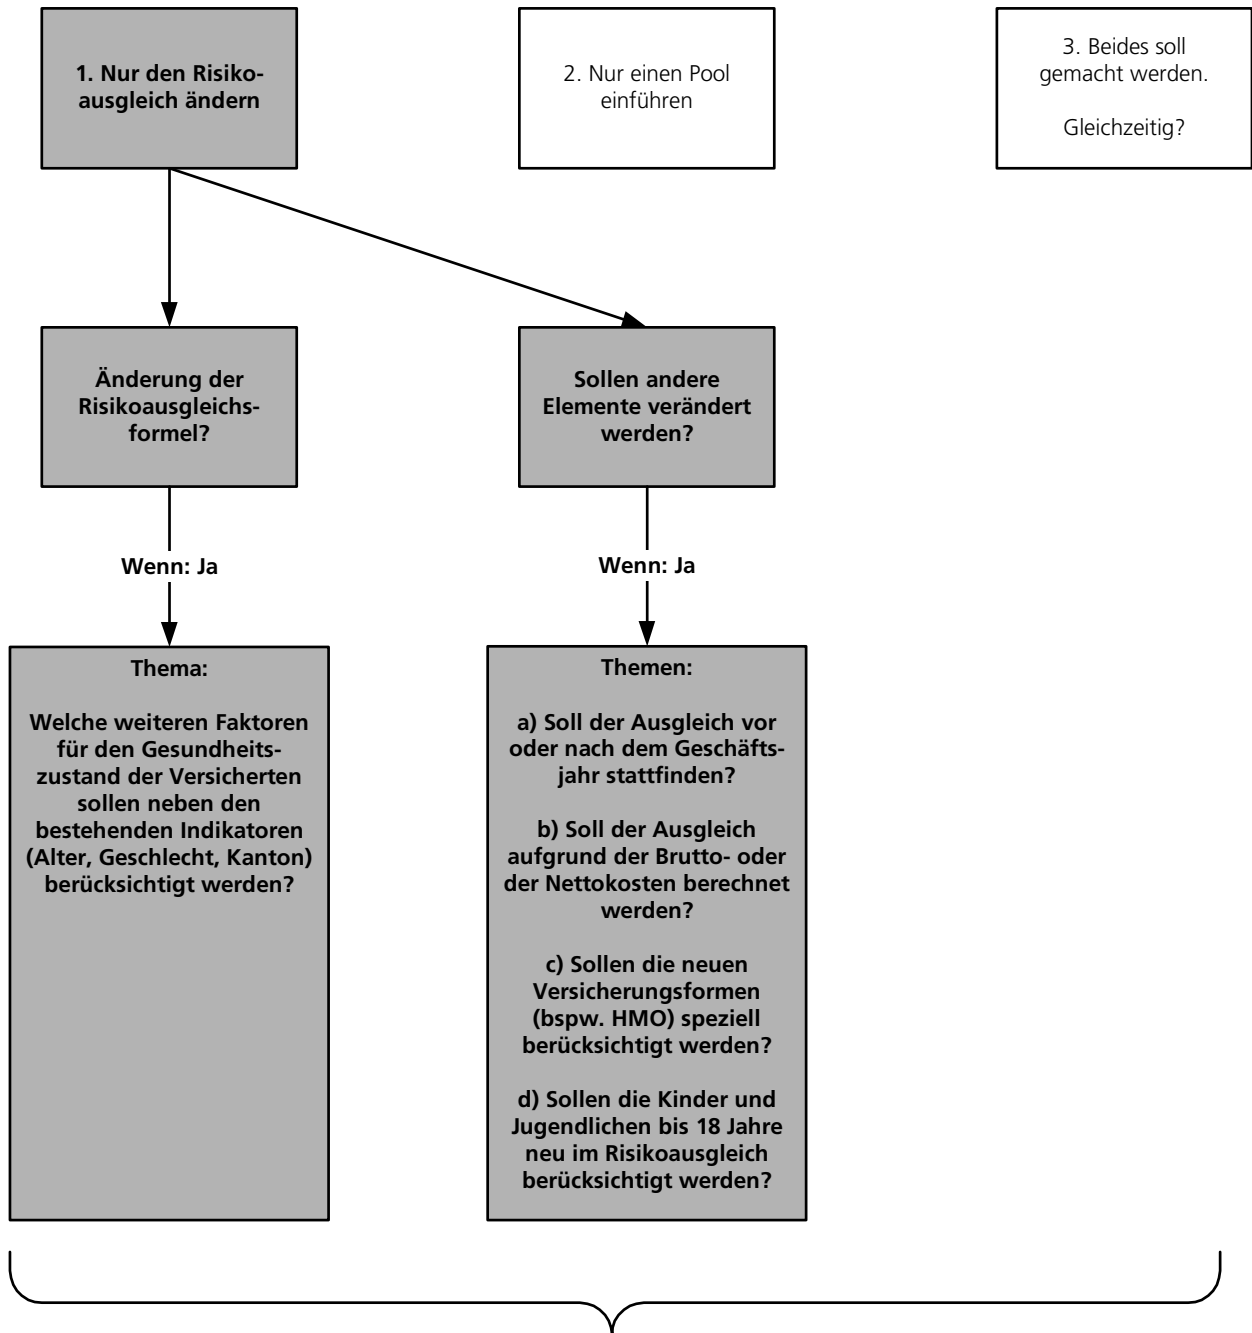 1. Nur den Risiko-
ausgleich ändern
2. Nur einen Pool
einführen
3. Beides soll
gemacht werden.
Gleichzeitig?
Änderung der
Risikoausgleichs-
formel?
Sollen andere
Elemente verändert
werden?
Wenn: Ja
Wenn: Ja
Thema:
Welche weiteren Faktoren
für den Gesundheits-
zustand der Versicherten
sollen neben den
bestehenden Indikatoren
(Alter, Geschlecht, Kanton)
berücksichtigt werden?
Themen:
a) Soll der Ausgleich vor
oder nach dem Geschäfts-
jahr stattfinden?
b) Soll der Ausgleich
aufgrund der Brutto- oder
der Nettokosten berechnet
werden?
c) Sollen die neuen
Versicherungsformen
(bspw. HMO) speziell
berücksichtigt werden?
d) Sollen die Kinder und
Jugendlichen bis 18 Jahre
neu im Risikoausgleich
berücksichtigt werden?